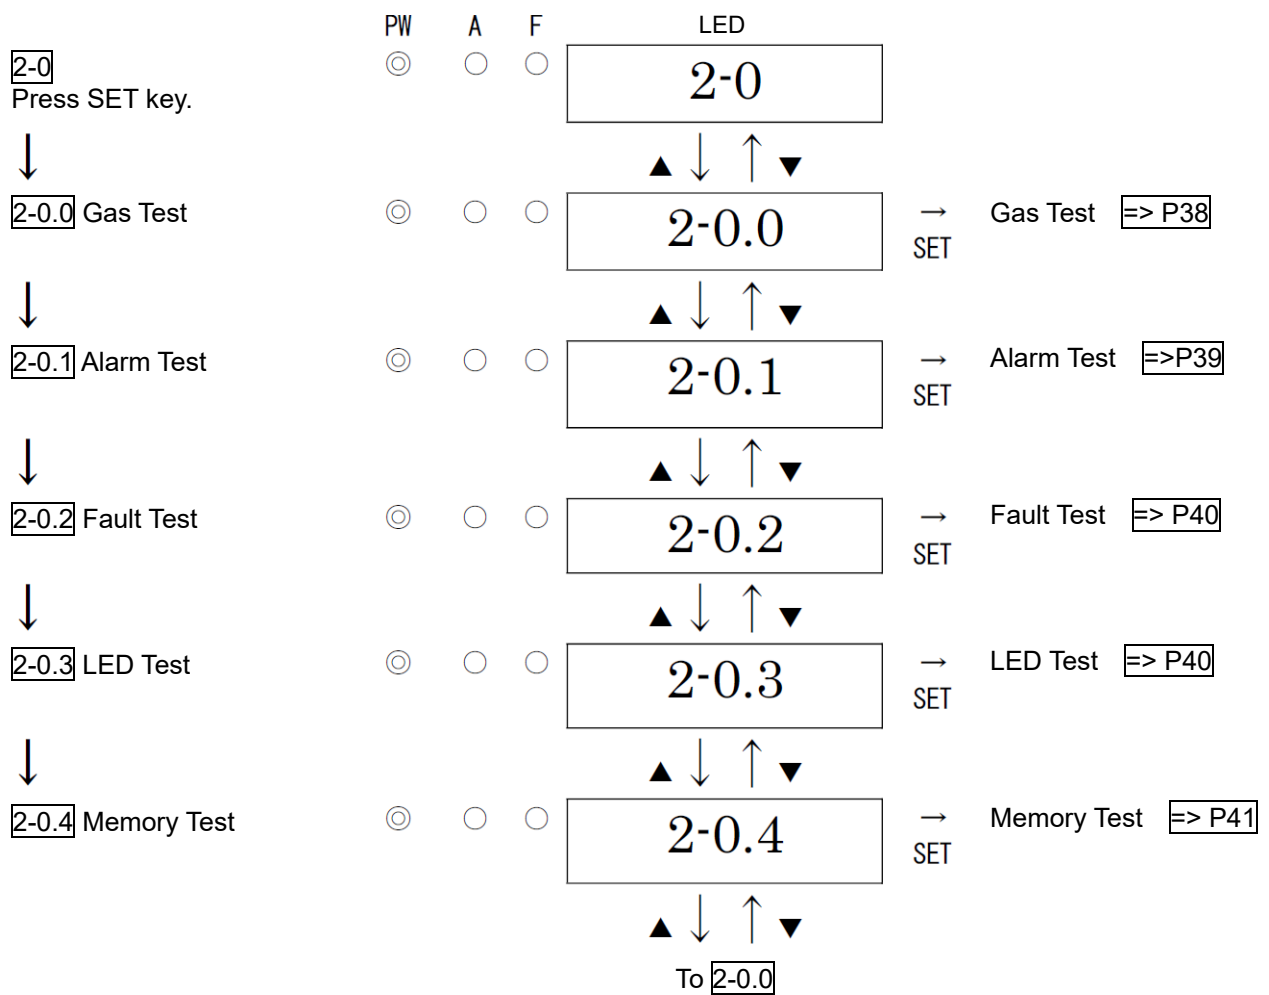 PW A F LED
2-0 ◎ ○ ○ 2-0
Press SET key.
↓ ▲ ↓ ↑ ▼
2-0.0 Gas Test ◎ ○ ○ 2-0.0 → Gas Test => P38
SET
↓ ▲ ↓ ↑ ▼
2-0.1 Alarm Test ◎ ○ ○ 2-0.1 → Alarm Test =>P39
SET
↓ ▲ ↓ ↑ ▼
2-0.2 Fault Test ◎ ○ ○ 2-0.2 → Fault Test => P40
SET
↓ ▲ ↓ ↑ ▼
2-0.3 LED Test ◎ ○ ○ 2-0.3 → LED Test => P40
SET
↓ ▲ ↓ ↑ ▼
2-0.4 Memory Test ◎ ○ ○ 2-0.4 → Memory Test => P41
SET
▲ ↓ ↑ ▼
To 2-0.0